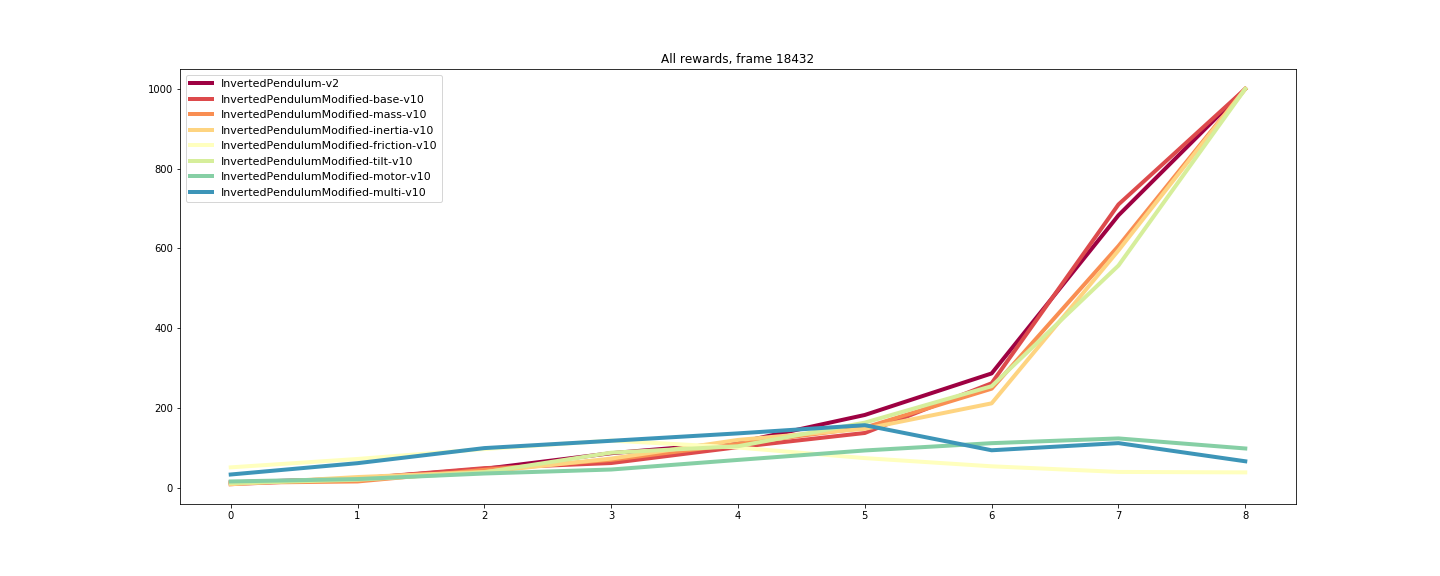 All rewards, frame 18432
InvertedPendulum-v2
InvertedPendulumModified-base-v10
InvertedPendulumModified-mass-v10
InvertedPendulumModified-inertia-v10
InvertedPendulumModified-friction-v10
InvertedPendulumModified-tilt-v10
InvertedPendulumModified-motor-v10
InvertedPendulumModified-multi-v10
1000
800
600
400
200
0
0 1 2 3 4 5 6 7 8